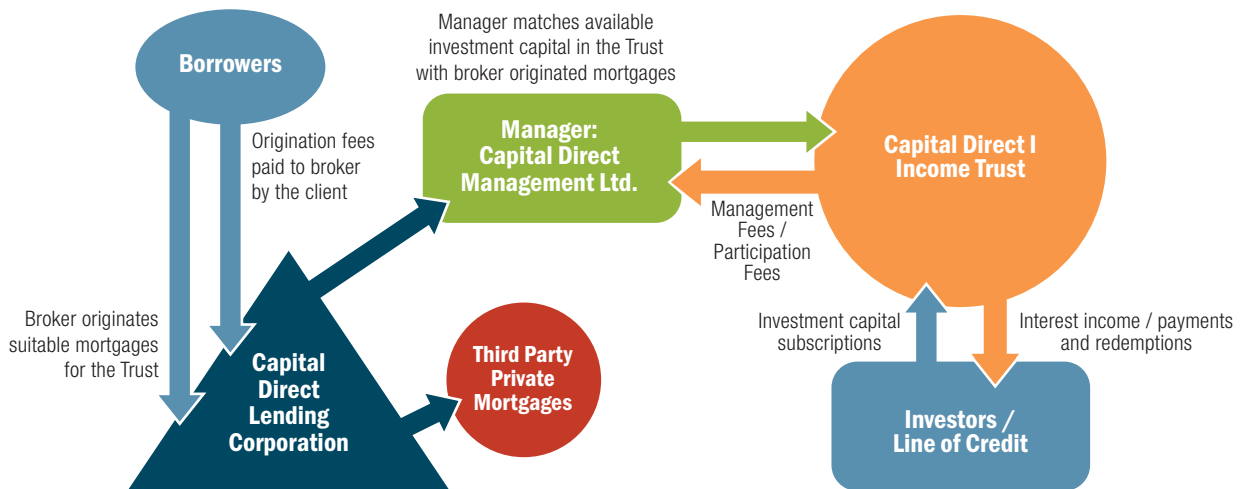 Borrowers
Manager matches available
investment capital in the Trust
with broker originated mortgages
Origination fees
paid to broker
by the client
Manager:
Capital Direct
Management Ltd.
Capital Direct I
Income Trust
Management
Fees /
Participation
Fees
Broker originates
suitable mortgages
for the Trust
Capital
Direct
Lending
Corporation
Third Party
Private
Mortgages
Investment capital
subscriptions
Interest income / payments
and redemptions
Investors /
Line of Credit